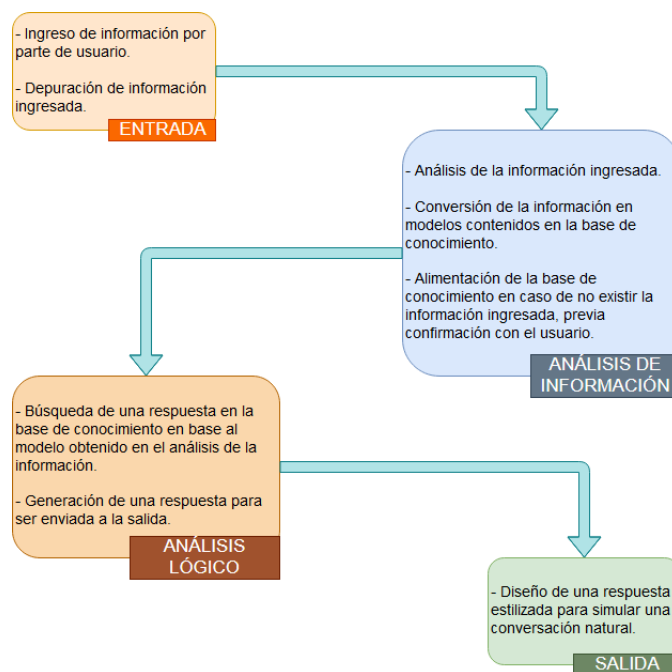 - Ingreso de información por
parte de usuario.
- Depuración de información
ingresada.
ENTRADA
- Análisis de la información ingresada.
- Conversión de la información en
modelos contenidos en la base de
conocimiento.
- Alimentación de la base de
conocimiento en caso de no existir la
información ingresada, previa
confirmación con el usuario.
ANÁLISIS DE
INFORMACIÓN
- Búsqueda de una respuesta en la
base de conocimiento en base al
modelo obtenido en el análisis de la
información.
- Generación de una respuesta para
ser enviada a la salida.
ANÁLISIS
LÓGICO
- Diseño de una respuesta
estilizada para simular una
conversación natural.
SALIDA